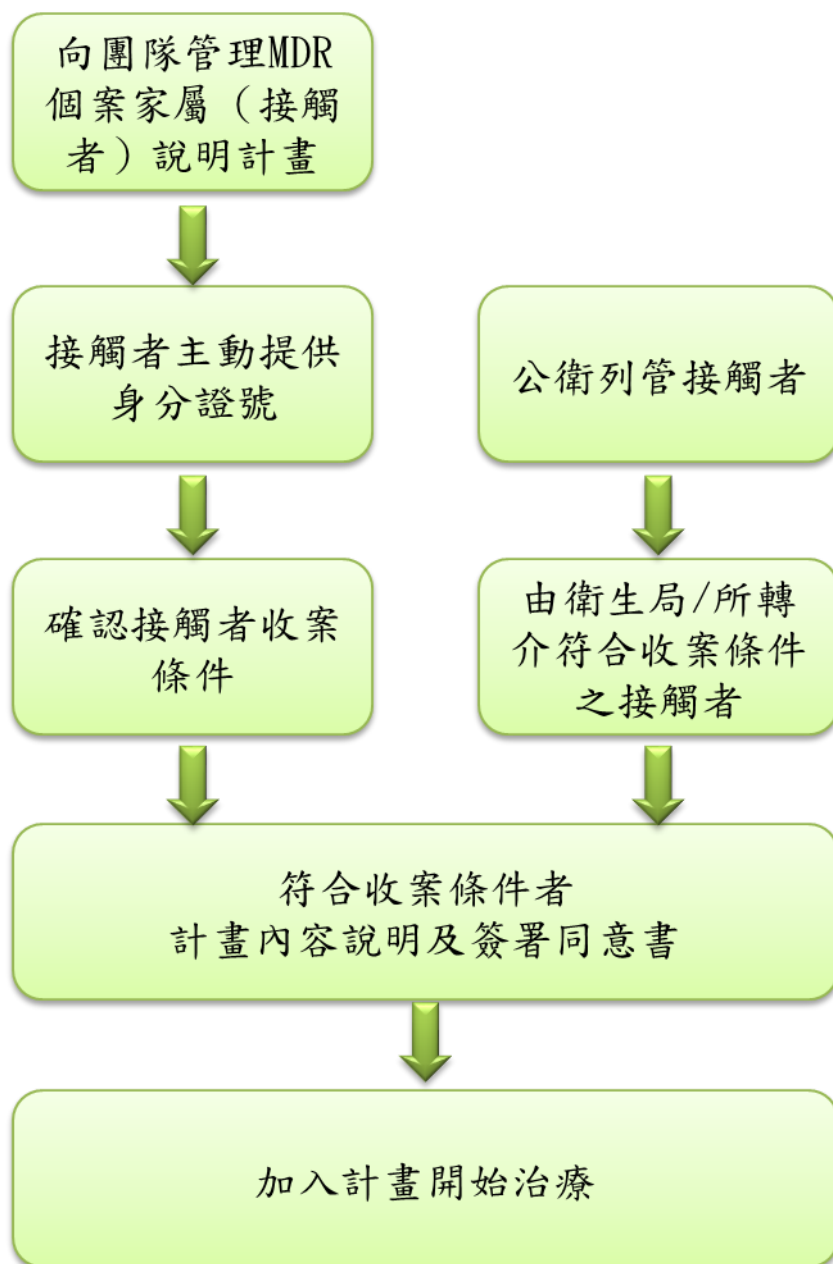 向團隊管理MDR
個案家屬（接觸
者）說明計畫
接觸者主動提供
身分證號
公衛列管接觸者
確認接觸者收案
條件
由衛生局/所轉
介符合收案條件
之接觸者
符合收案條件者
計畫內容說明及簽署同意書
加入計畫開始治療